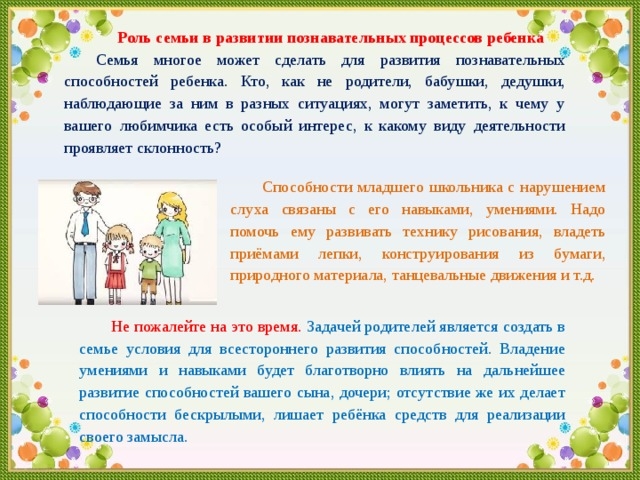 Роль семьи в развитии познавательных процессов ребенка
Семья многое может сделать для развития познавательных
способностей ребенка. Кто, как не родители, бабушки, дедушки,
наблюдающие за ним в разных ситуациях, могут заметить, к чему у
вашего любимчика есть особый интерес, к какому виду деятельности
проявляет склонность?
Способности младшего школьника с нарушением
слуха связаны с его навыками, умениями. Надо
помочь ему развивать технику рисования, владеть
приёмами лепки, конструирования из бумаги,
природного материала, танцевальные движения и т.д.
Не пожалейте на это время. Задачей родителей является создать в
семье условия для всестороннего развития способностей. Владение
умениями и навыками будет благотворно влиять на дальнейшее
развитие способностей вашего сына, дочери; отсутствие же их делает
способности бескрылыми, лишает ребёнка средств для реализации
своего замысла.